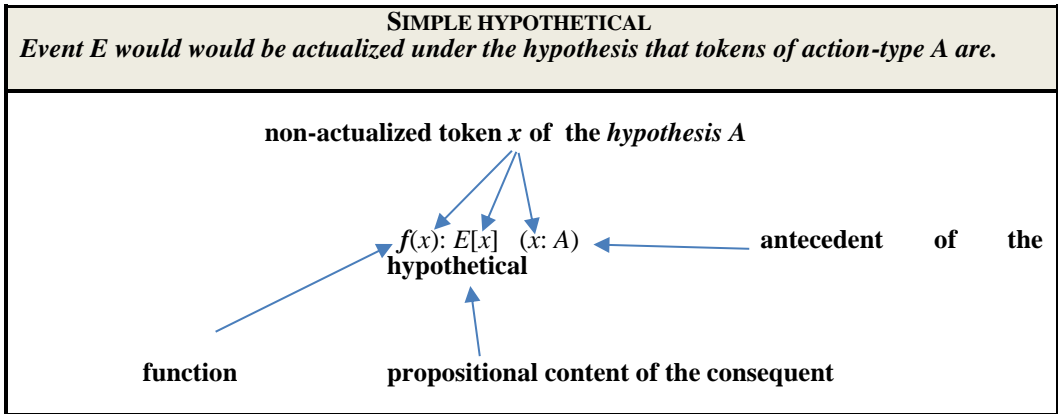 SIMPLE HYPOTHETICAL
Event E would would be actualized under the hypothesis that tokens of action-type A are.
non-actualized token x of the hypothesis A
f(x): E[x] (x: A) antecedent of the
hypothetical
function propositional content of the consequent